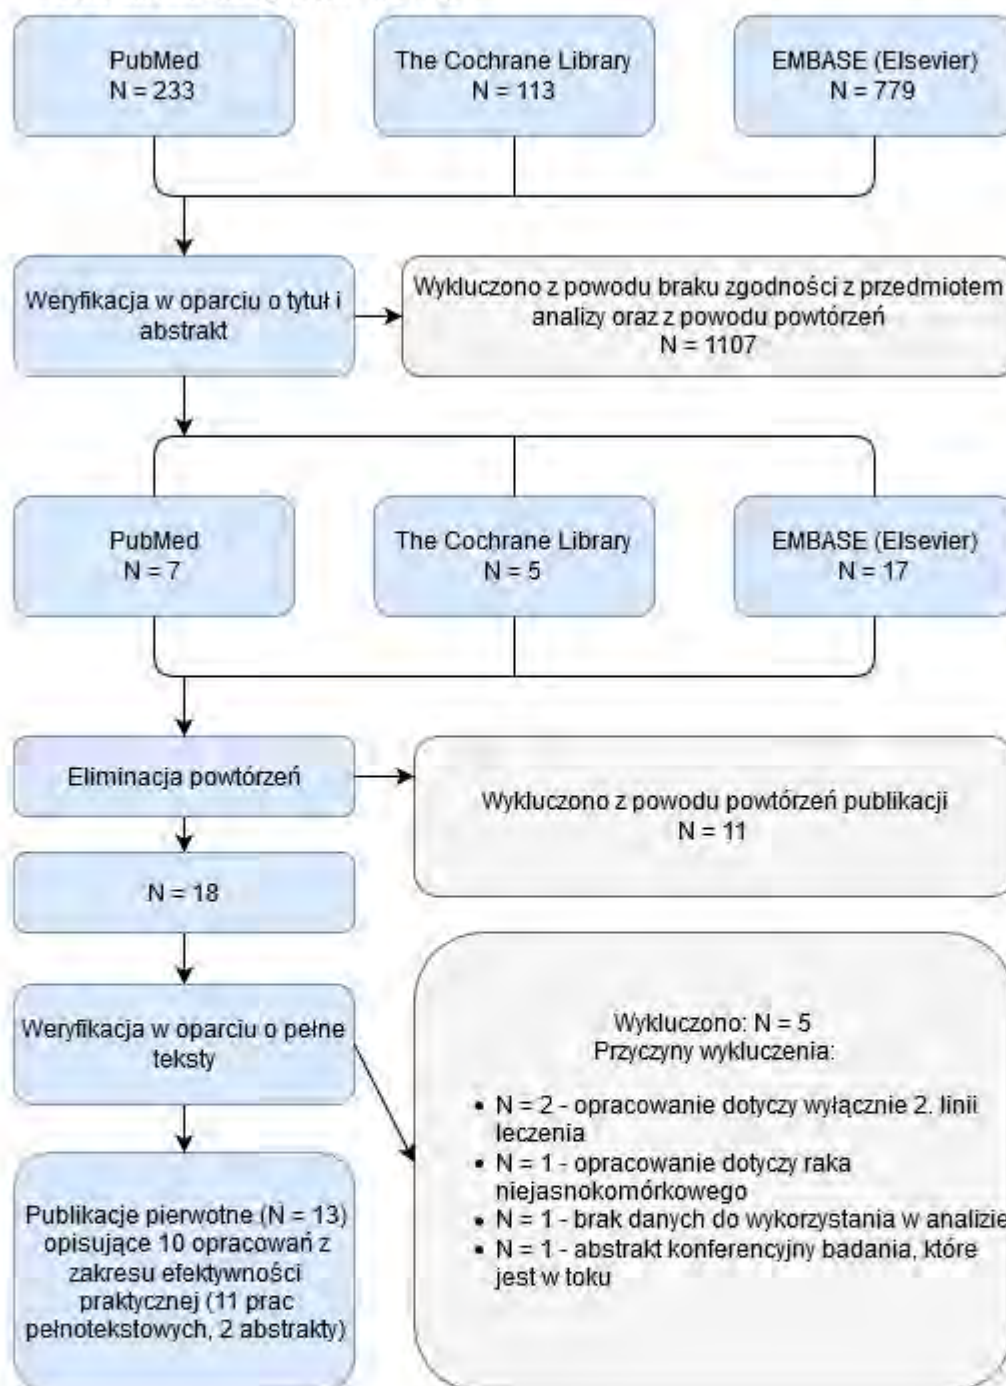 PubMed
N = 233
The Cochrane Library
N = 113
EMBASE (Elsevier)
N = 779
Weryfikacja w oparciu o tytuł i
abstrakt
Wykluczono z powodu braku zgodności z przedmiotem
analizy oraz z powodu powtórzeń
N = 1107
PubMed
N = 7
The Cochrane Library
N = 5
EMBASE (Elsevier)
N = 17
Eliminacja powtórzeń
Wykluczono z powodu powtórzeń publikacji
N = 11
N = 18
Weryfikacja w oparciu o pełne
teksty
Wykluczono: N = 5
Przyczyny wykluczenia:
• N = 2 - opracowanie dotyczy wyłącznie 2. linii
leczenia
• N = 1 - opracowanie dotyczy raka
niejasnokomórkowego
• N = 1 - brak danych do wykorzystania w analizie
• N = 1 - abstrakt konferencyjny badania, które
jest w toku
Publikacje pierwotne (N = 13)
opisujące 10 opracowań z
zakresu efektywności
praktycznej (11 prac
pełnotekstowych, 2 abstrakty)